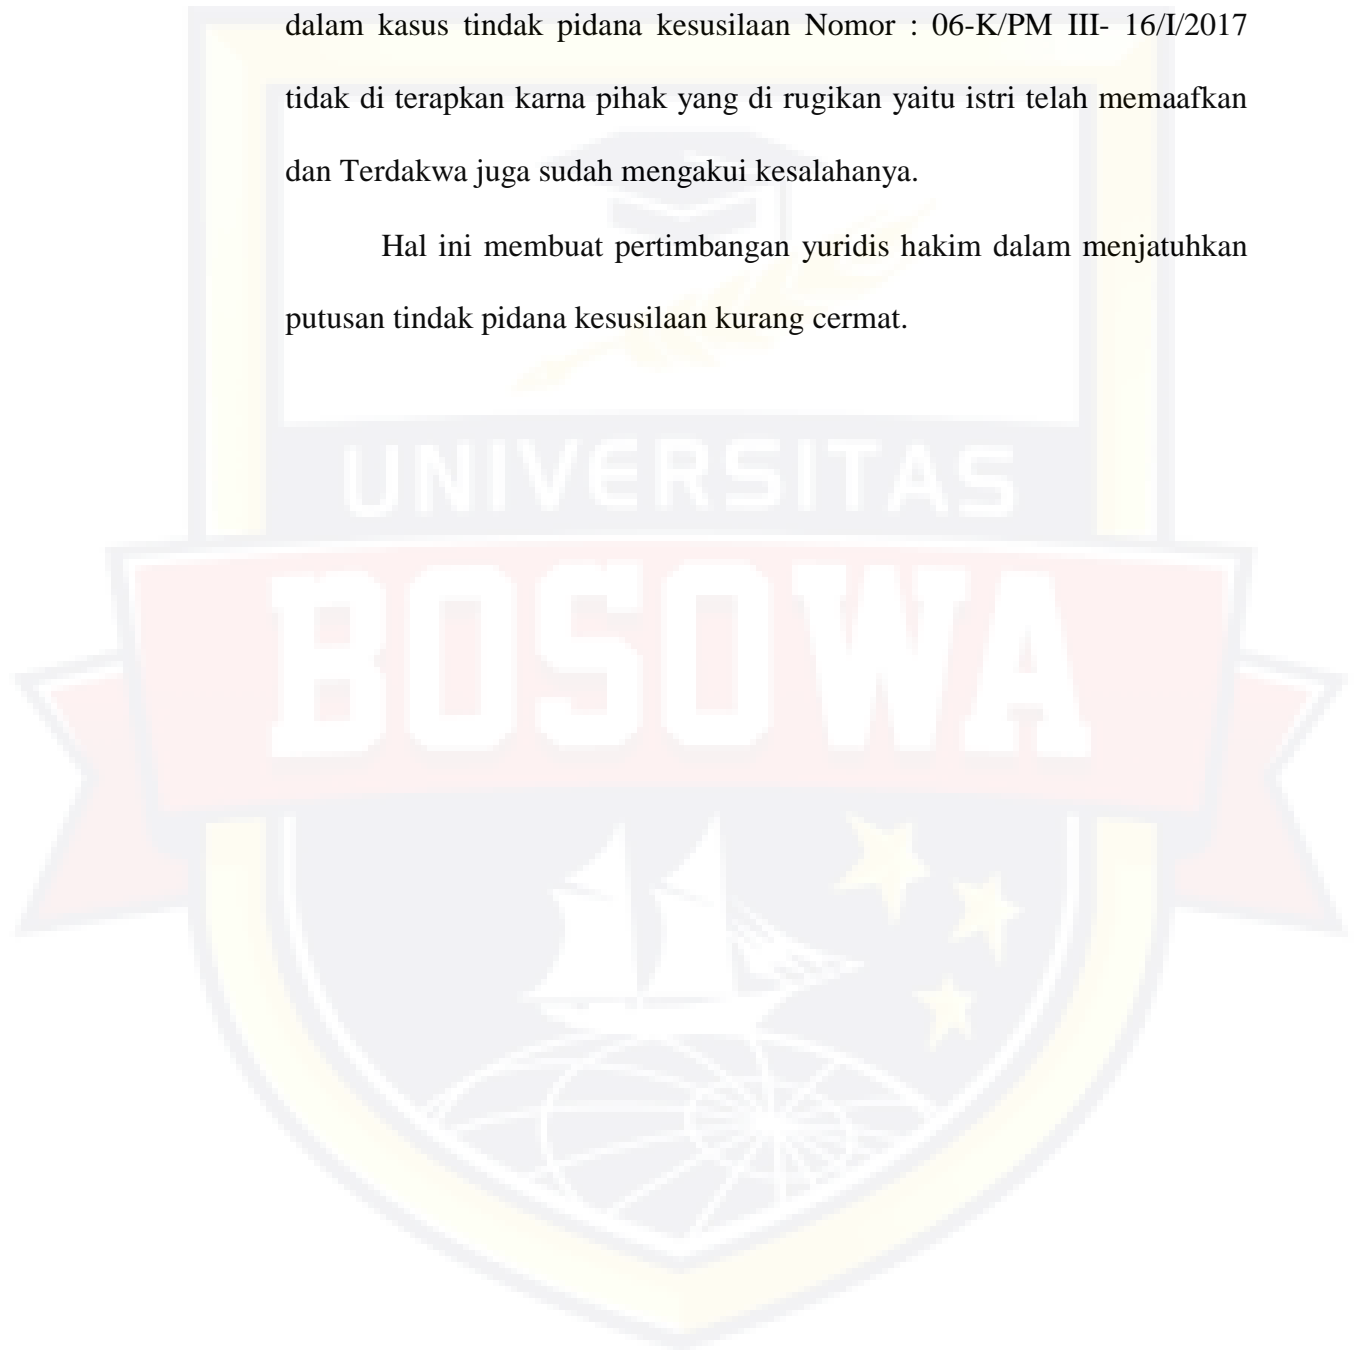 dalam kasus tindak pidana kesusilaan Nomor : 06-K/PM III- 16/I/2017
tidak di terapkan karna pihak yang di rugikan yaitu istri telah memaafkan
dan Terdakwa juga sudah mengakui kesalahanya.
Hal ini membuat pertimbangan yuridis hakim dalam menjatuhkan
putusan tindak pidana kesusilaan kurang cermat.
UNIVERSITAS
BOSOWA